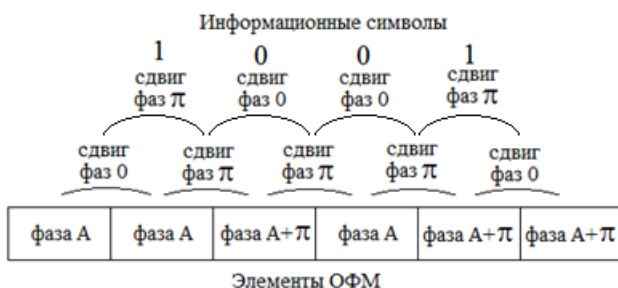 Информационные символы
1 0 0 1
сдвиг сдвиг сдвиг сдвиг
фаз π фаз 0 фаз 0 фаз π
сдвиг сдвиг сдвиг сдвиг сдвиг
фаз 0 фаз π фаз π фаз π фаз 0
фаза А фаза А фаза А+π фаза А фаза А+π фаза А+π
Элементы ОФМ